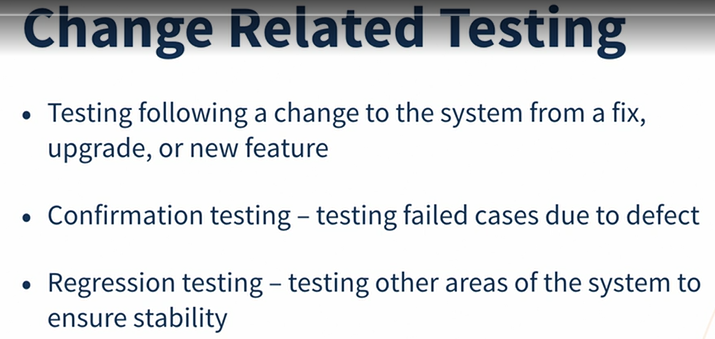 Change Related Testing
• Testing following a change to the system from a fix,
upgrade, or new feature
• Confirmation testing – testing failed cases due to defect
• Regression testing – testing other areas of the system to
ensure stability